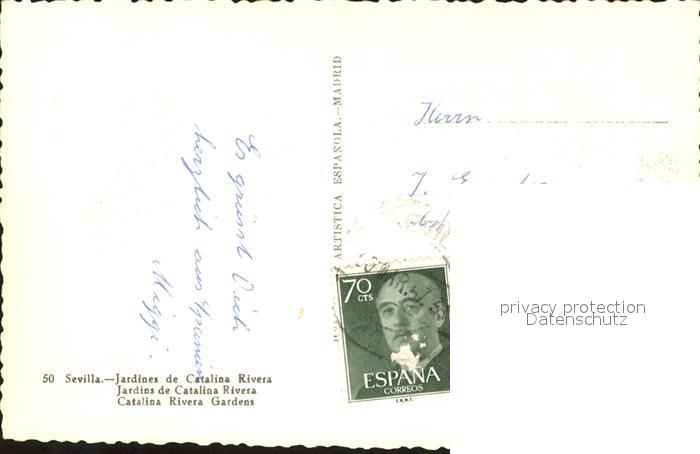 Es grüsst Dich
herzlich aus Spanien
Maggi.
50 Sevilla.—Jardines de Catalina Rivera
Jardins de Catalina Rivera
Catalina Rivera Gardens
ARTISTICA ESPAÑOLA.—MADRID
Herrn
J.
70
CTS
ESPAÑA
CORREOS
F.N.M.T.
privacy protection
Datenschutz